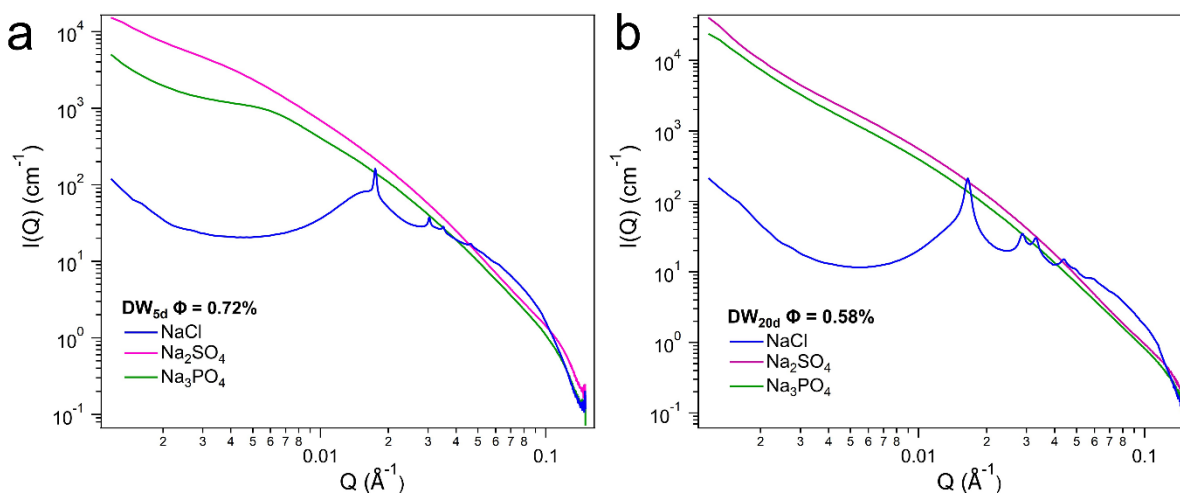 a
10⁴
10³
10²
10¹
10⁰
10⁻¹
I(Q) (cm⁻¹)
DW₅d Φ = 0.72%
NaCl
Na₂SO₄
Na₃PO₄
2 3 4 5 6 7 8 0.01 2 3 4 5 6 7 8 0.1
Q (Å⁻¹)
b
10⁴
10³
10²
10¹
10⁰
10⁻¹
I(Q) (cm⁻¹)
DW₂₀d Φ = 0.58%
NaCl
Na₂SO₄
Na₃PO₄
2 3 4 5 6 7 8 0.01 2 3 4 5 6 7 8 0.1
Q (Å⁻¹)